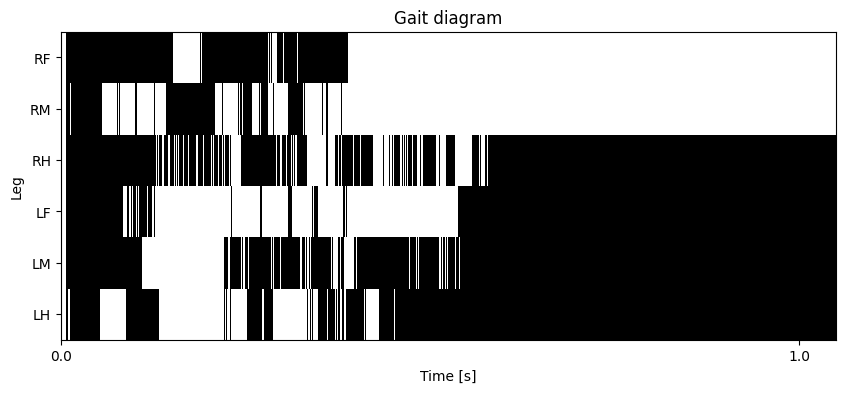 Gait diagram
RF
RM
RH
LF
LM
LH
Leg
0.0
1.0
Time [s]